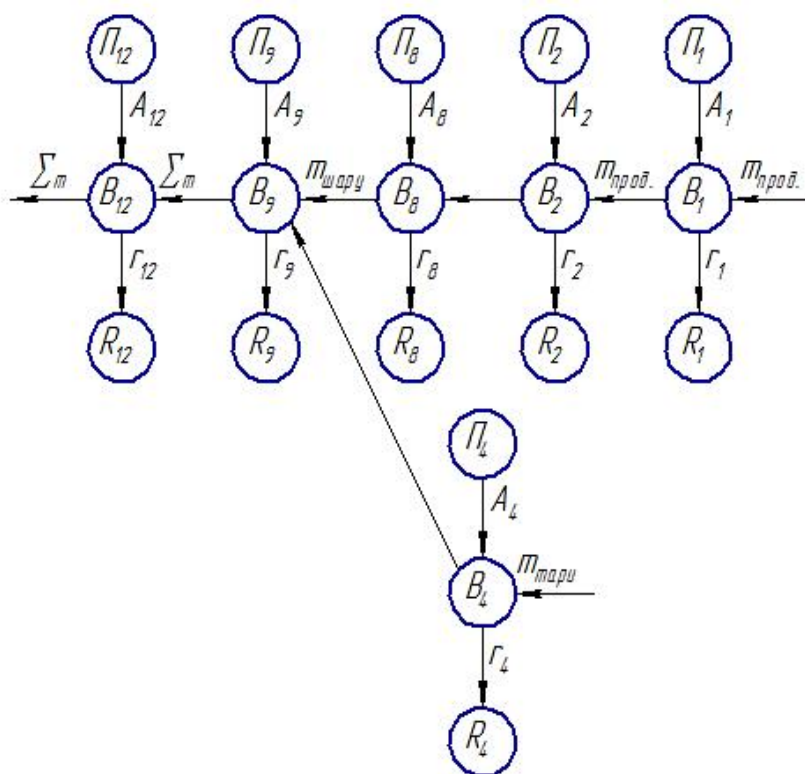 П12 П9 П8 П2 П1
A12 A9 A8 A2 A1
Σm Σm mшару mпрод. mпрод.
B12 B9 B8 B2 B1
r12 r9 r8 r2 r1
R12 R9 R8 R2 R1
П4
A4
mтари
B4
r4
R4